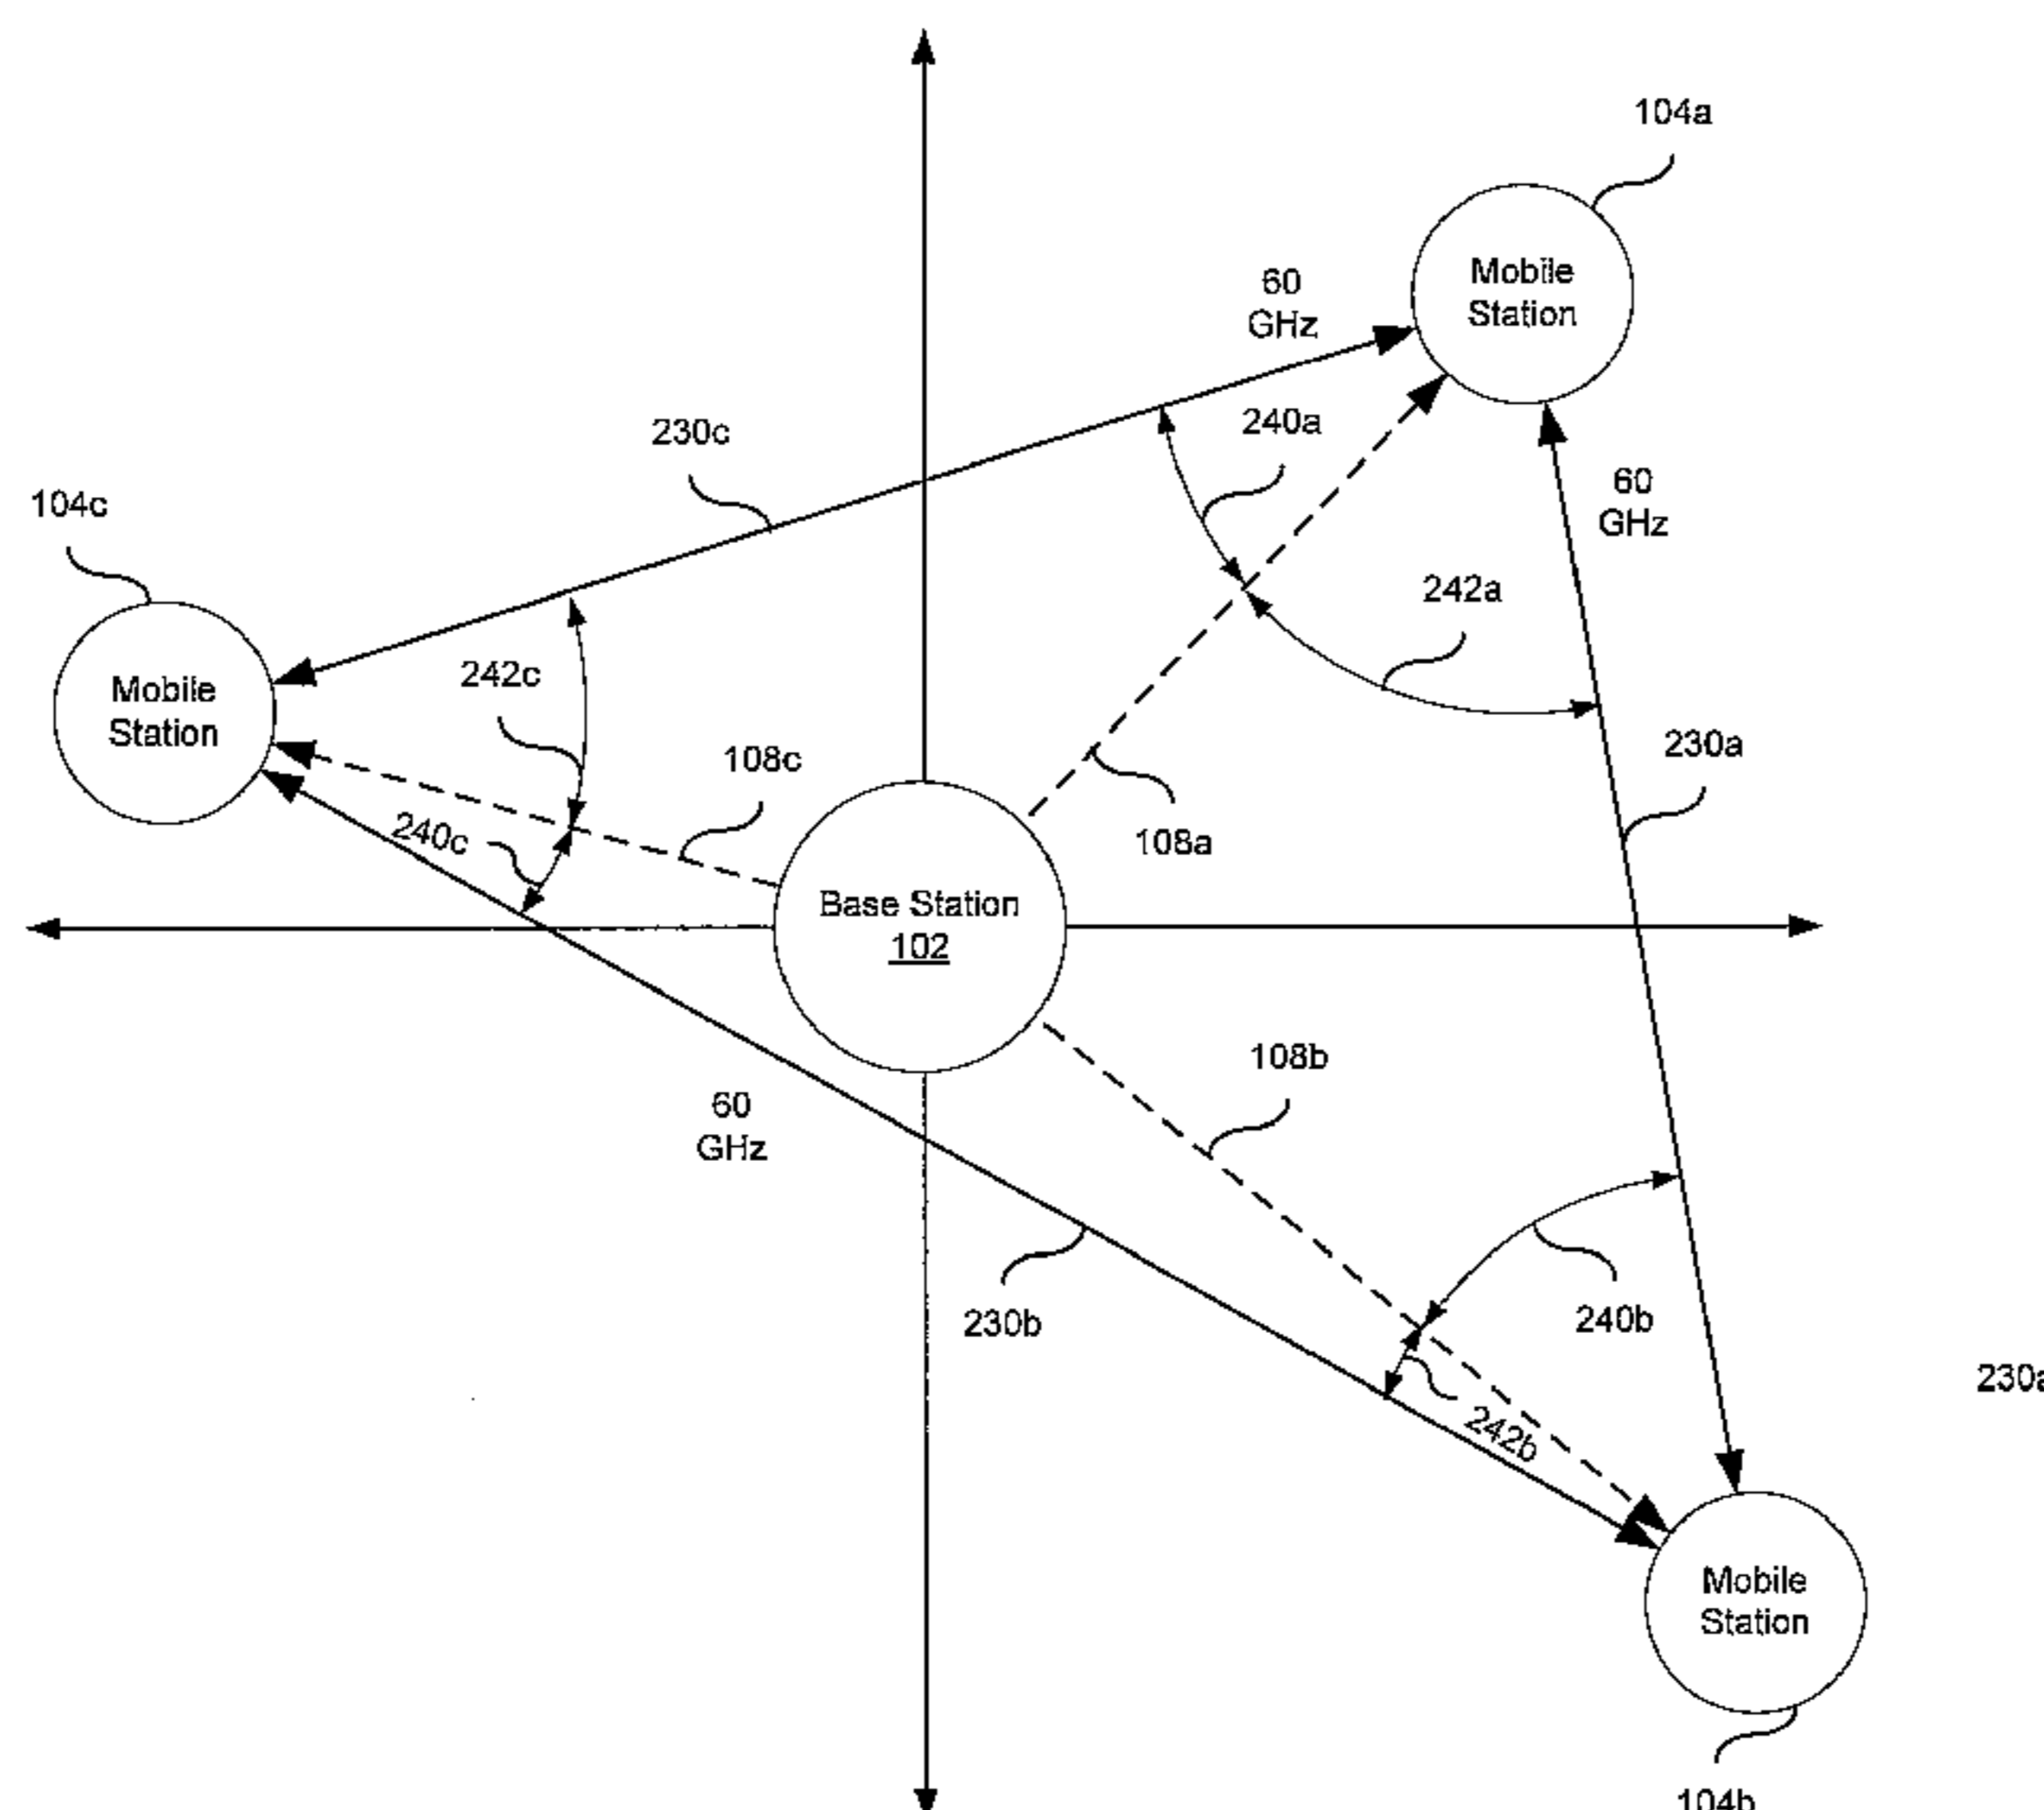 104a
Mobile
Station
60
GHz
240a
230c
60
GHz
104c
242a
242c
Mobile
Station
230a
108c
108a
240c
Base Station
102
108b
60
GHz
230b
240b
230a
242b
Mobile
Station
104b